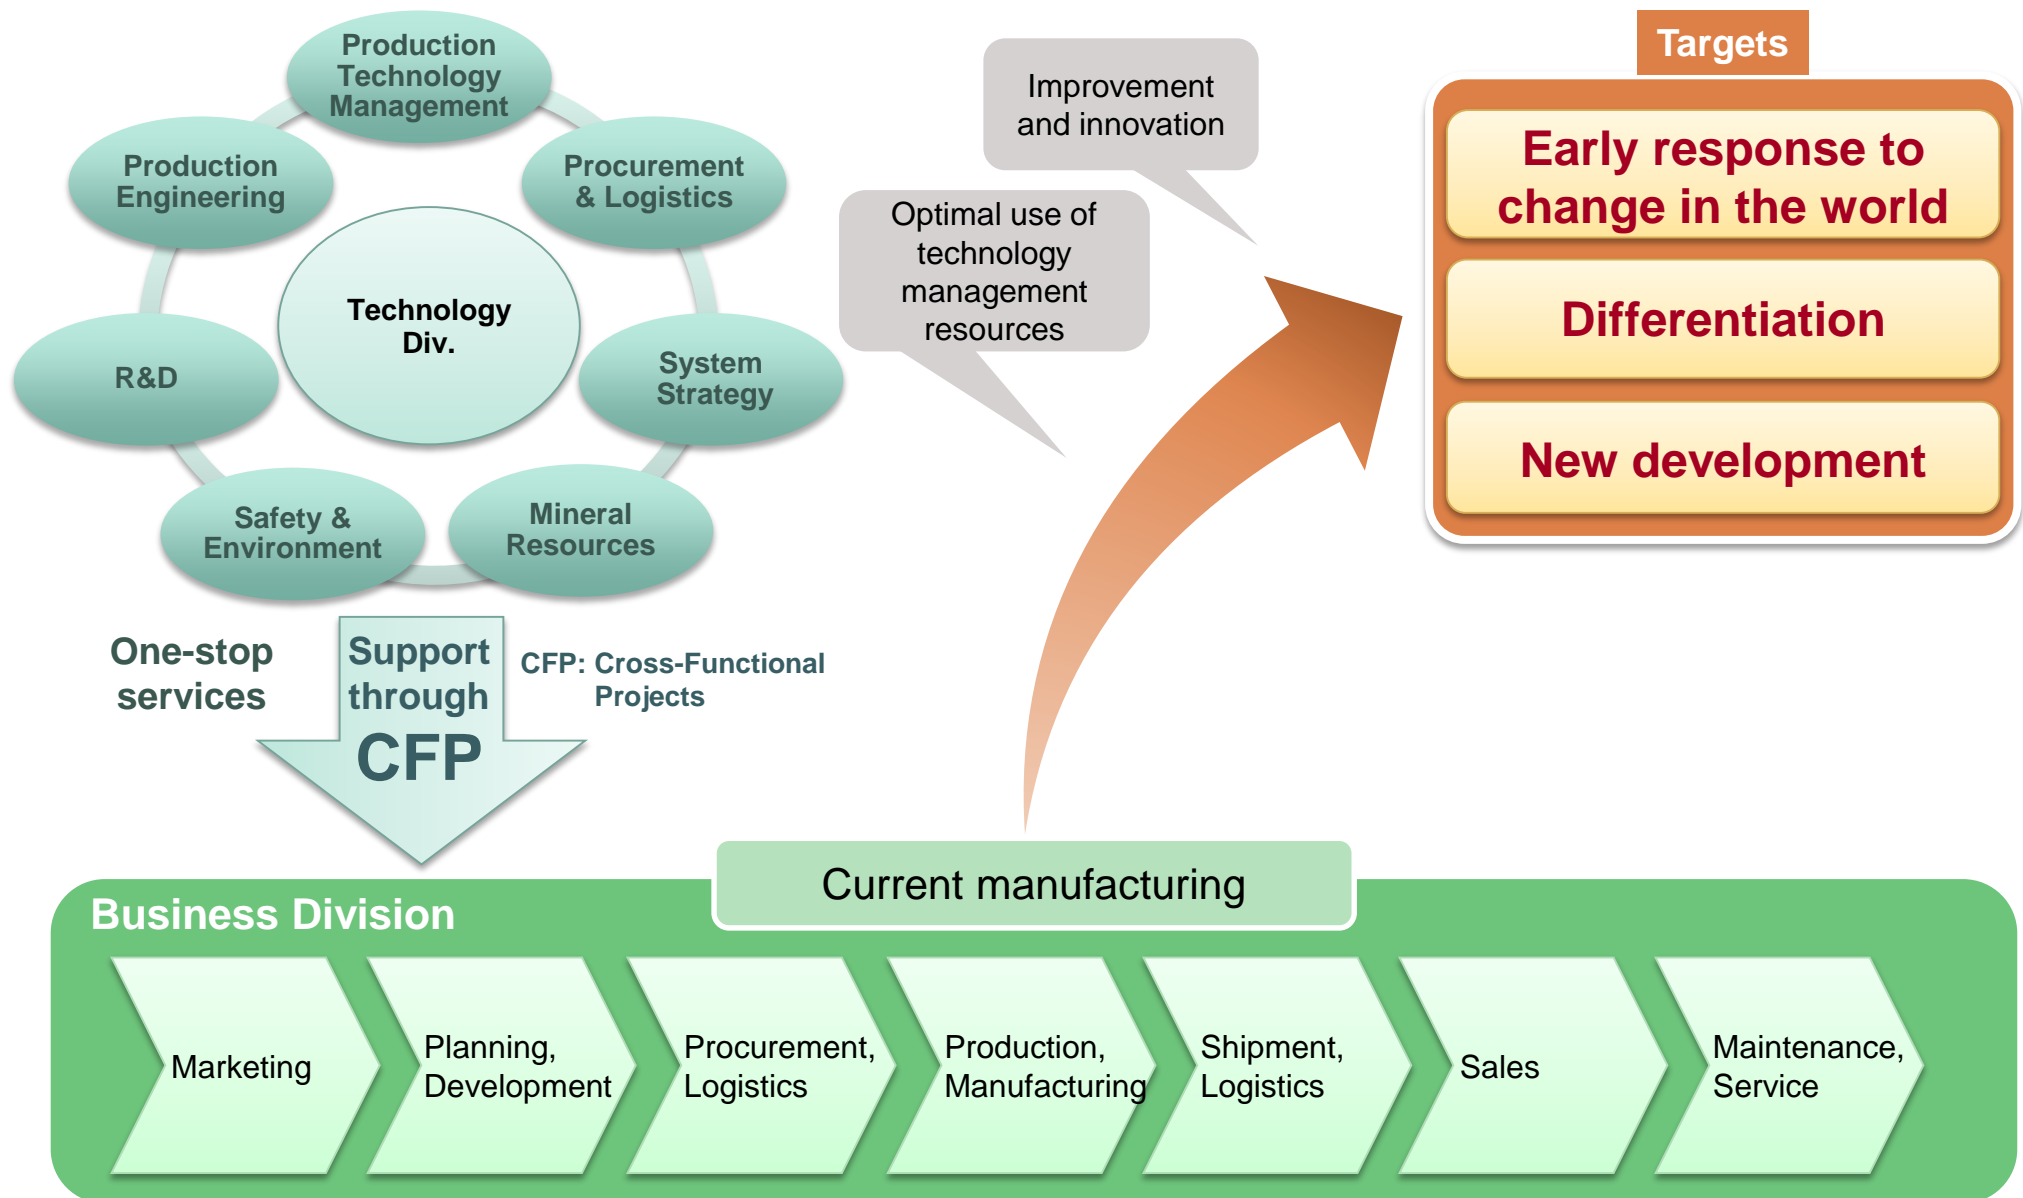 Production
Technology
Management
Production
Engineering
Procurement
& Logistics
Technology
Div.
R&D
System
Strategy
Safety &
Environment
Mineral
Resources
One-stop
services
Support
through
CFP
CFP: Cross-Functional
Projects
Improvement
and innovation
Optimal use of
technology
management
resources
Targets
Early response to
change in the world
Differentiation
New development
Current manufacturing
Business Division
Marketing
Planning,
Development
Procurement,
Logistics
Production,
Manufacturing
Shipment,
Logistics
Sales
Maintenance,
Service